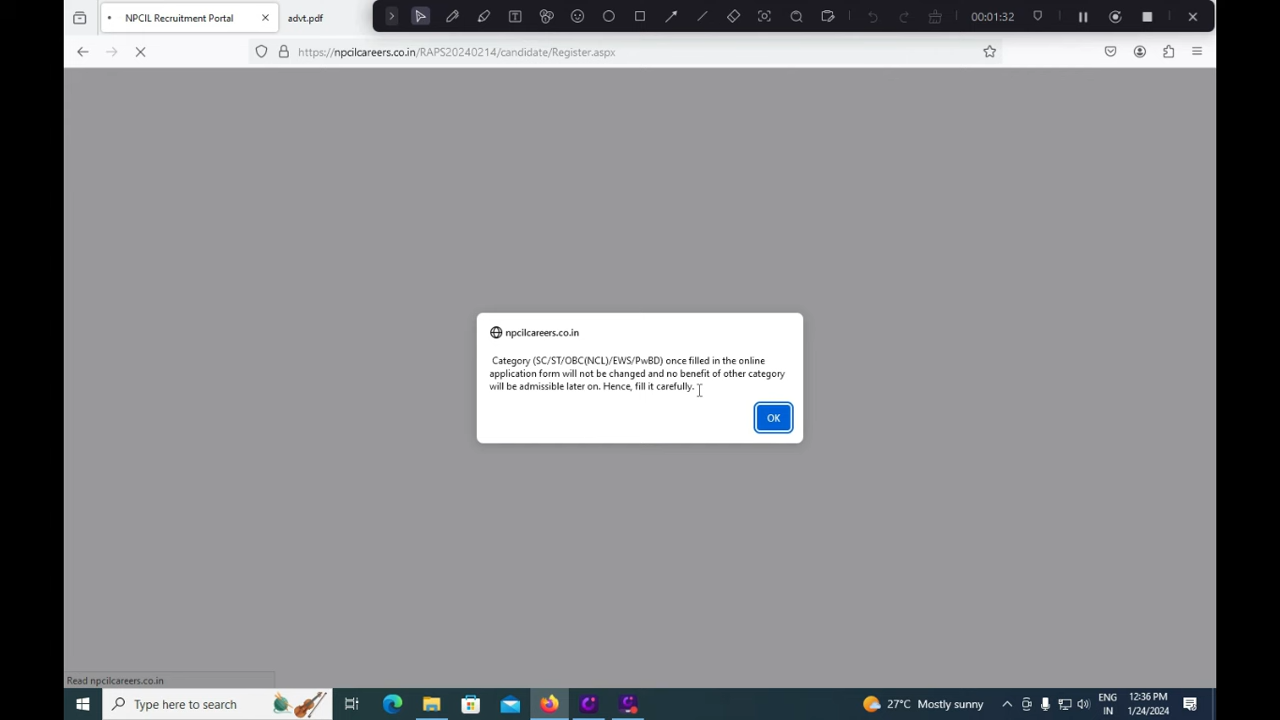 NPCIL Recruitment Portal
advt.pdf
00:01:32
https://npcilcareers.co.in/RAPS20240214/candidate/Register.aspx
npcilcareers.co.in
Category (SC/ST/OBC(NCL)/EWS/PwBD) once filled in the online
application form will not be changed and no benefit of other category
will be admissible later on. Hence, fill it carefully.
OK
Read npcilcareers.co.in
Type here to search
27°C Mostly sunny
ENG
IN
12:36 PM
1/24/2024